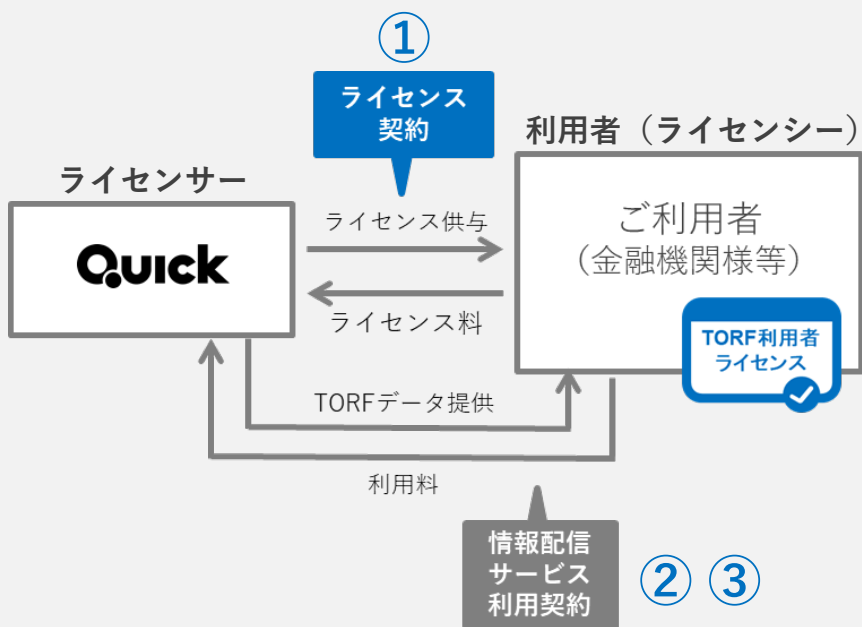 ①
ライセンス
契約
利用者（ライセンシー）
ライセンサー
QUICK
ライセンス供与
ご利用者
（金融機関様等）
ライセンス料
TORF利用者
ライセンス
TORFデータ提供
利用料
情報配信
サービス
利用契約
② ③